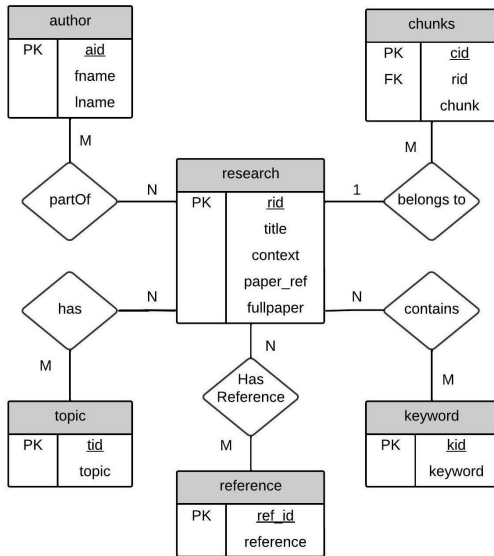 author
PK aid
fname
lname
chunks
PK cid
FK rid
chunk
M
M
partOf
N
research
PK rid
title
context
paper_ref
fullpaper
1
belongs to
has
N
N
contains
M
N
Has
Reference
M
M
topic
PK tid
topic
keyword
PK kid
keyword
reference
PK ref_id
reference